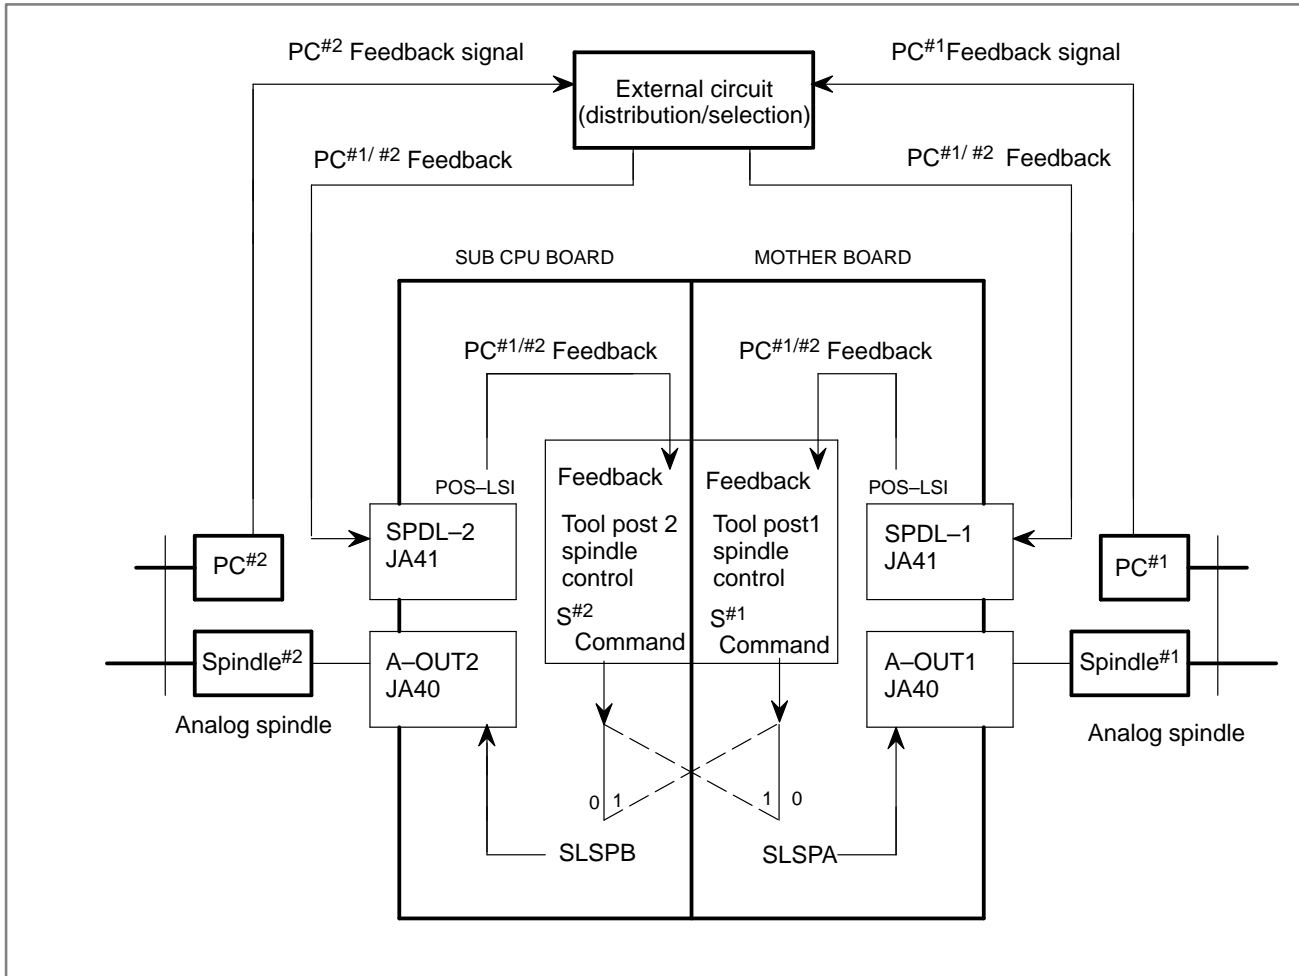 PC#2 Feedback signal
PC#1Feedback signal
External circuit
(distribution/selection)
PC#1/ #2 Feedback
PC#1/ #2 Feedback
SUB CPU BOARD
MOTHER BOARD
PC#1/#2 Feedback
PC#1/#2 Feedback
POS–LSI
Feedback
Feedback
POS–LSI
SPDL–2
JA41
Tool post 2
spindle
control
Tool post1
spindle
control
SPDL–1
JA41
PC#2
PC#1
S#2
Command
S#1
Command
Spindle#2
A–OUT2
JA40
A–OUT1
JA40
Spindle#1
Analog spindle
Analog spindle
0 1
1 0
SLSPB
SLSPA